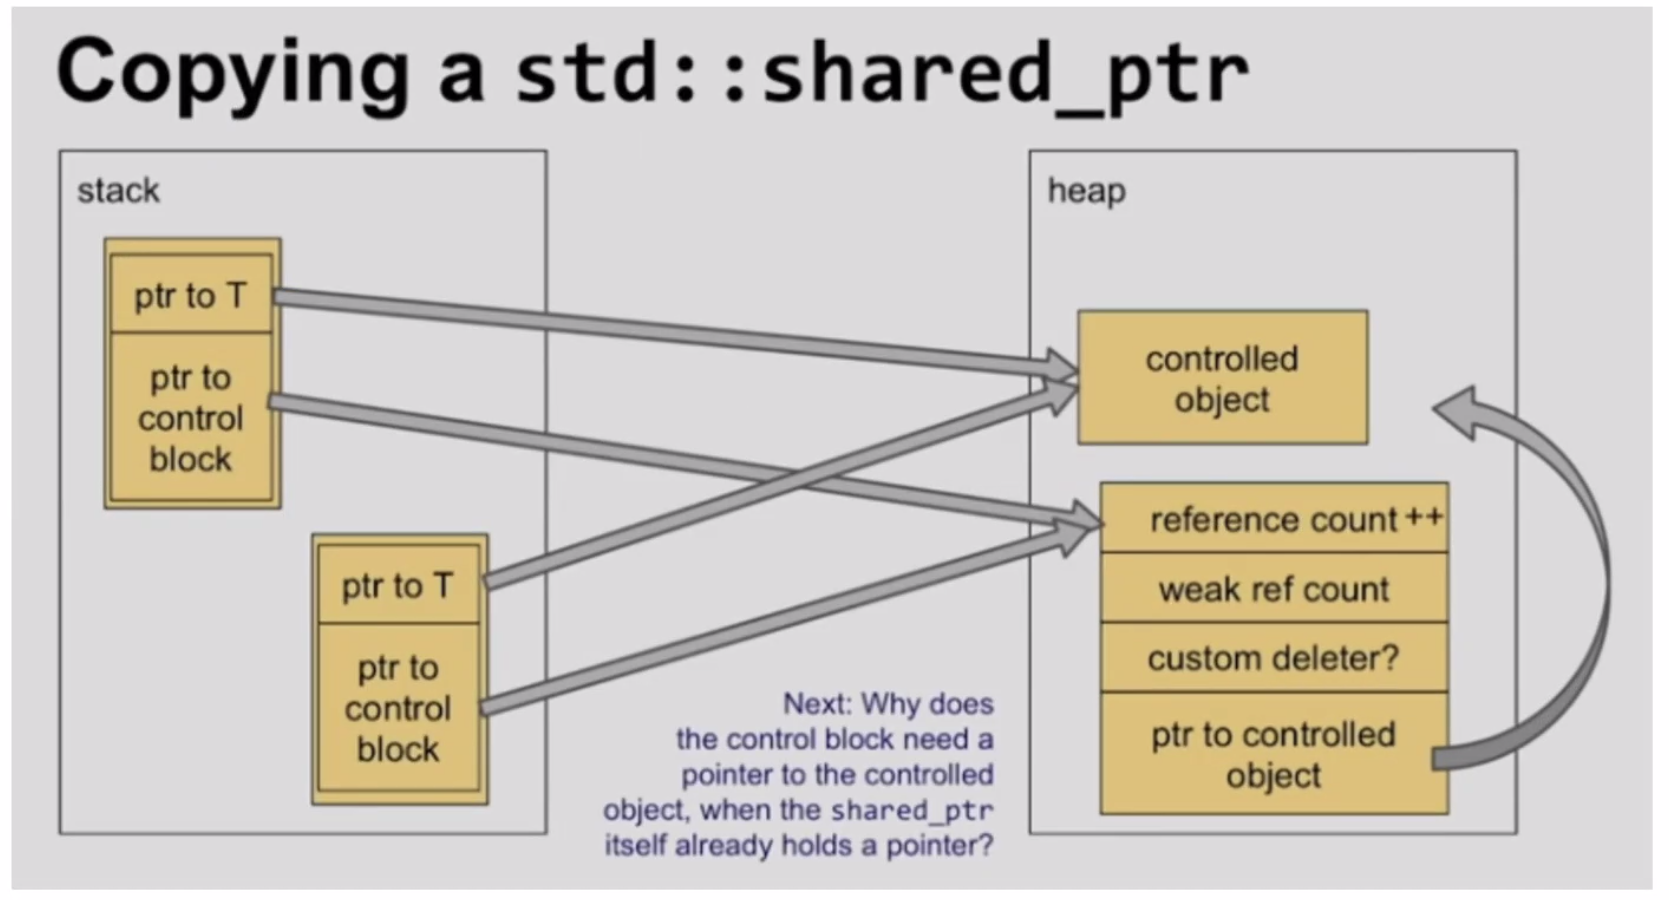 Copying a std::shared_ptr
stack
ptr to T
ptr to
control
block
ptr to T
ptr to
control
block
heap
controlled
object
reference count ++
weak ref count
custom deleter?
ptr to controlled
object
Next: Why does
the control block need a
pointer to the controlled
object, when the shared_ptr
itself already holds a pointer?